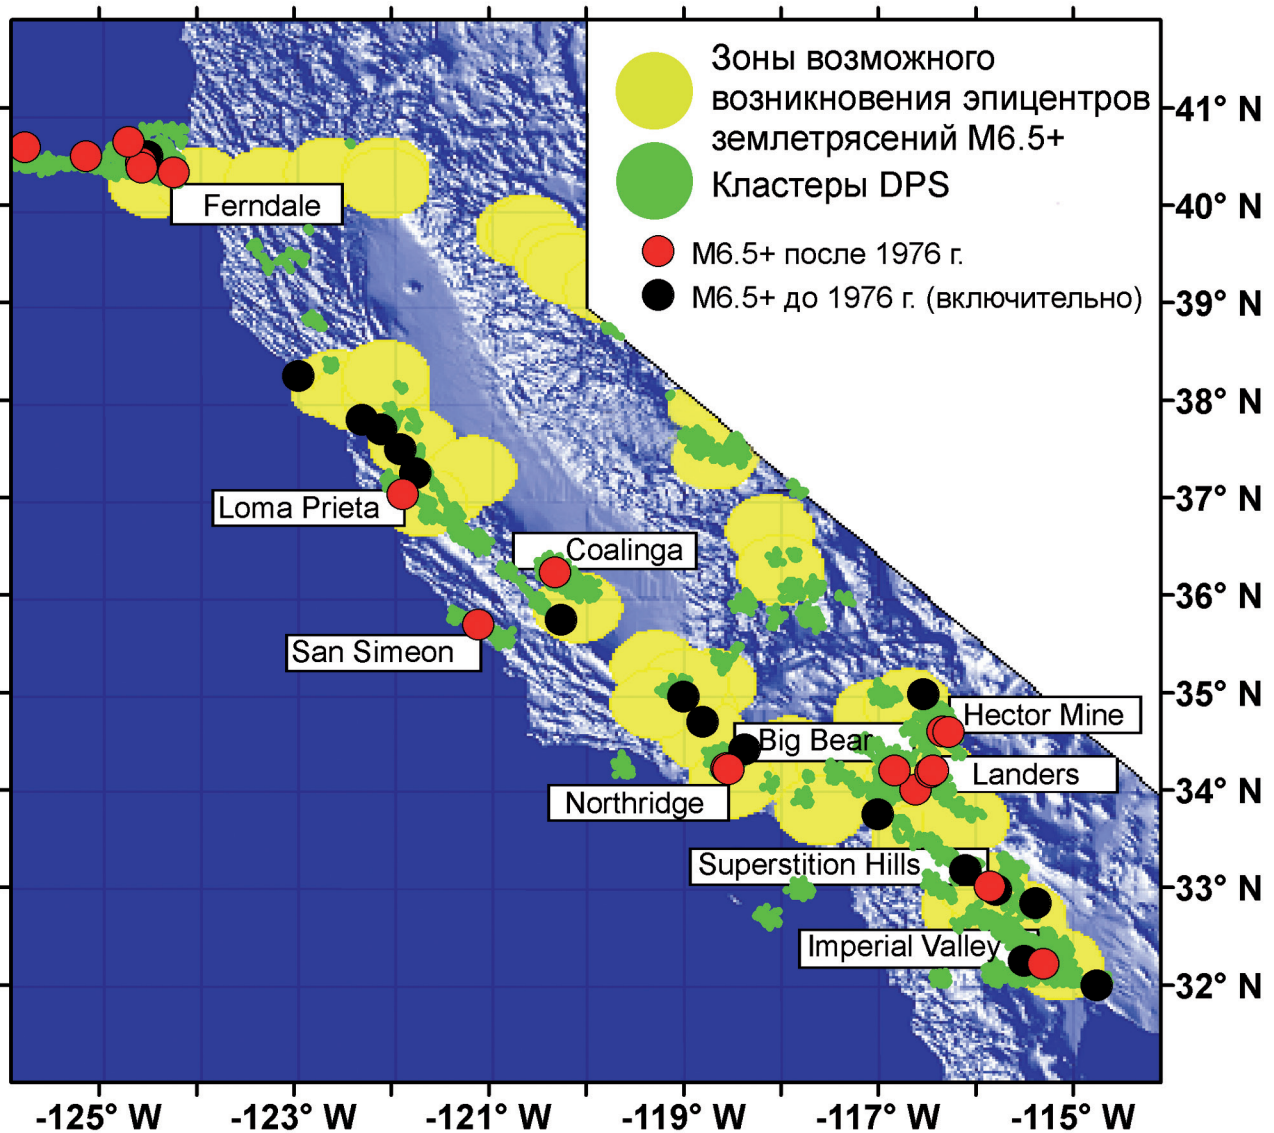 Зоны возможного
возникновения эпицентров
землетрясений M6.5+
Кластеры DPS
M6.5+ после 1976 г.
M6.5+ до 1976 г. (включительно)
41° N
40° N
39° N
38° N
37° N
36° N
35° N
34° N
33° N
32° N
Ferndale
Loma Prieta
Coalinga
San Simeon
Hector Mine
Big Bear
Landers
Northridge
Superstition Hills
Imperial Valley
-125° W
-123° W
-121° W
-119° W
-117° W
-115° W